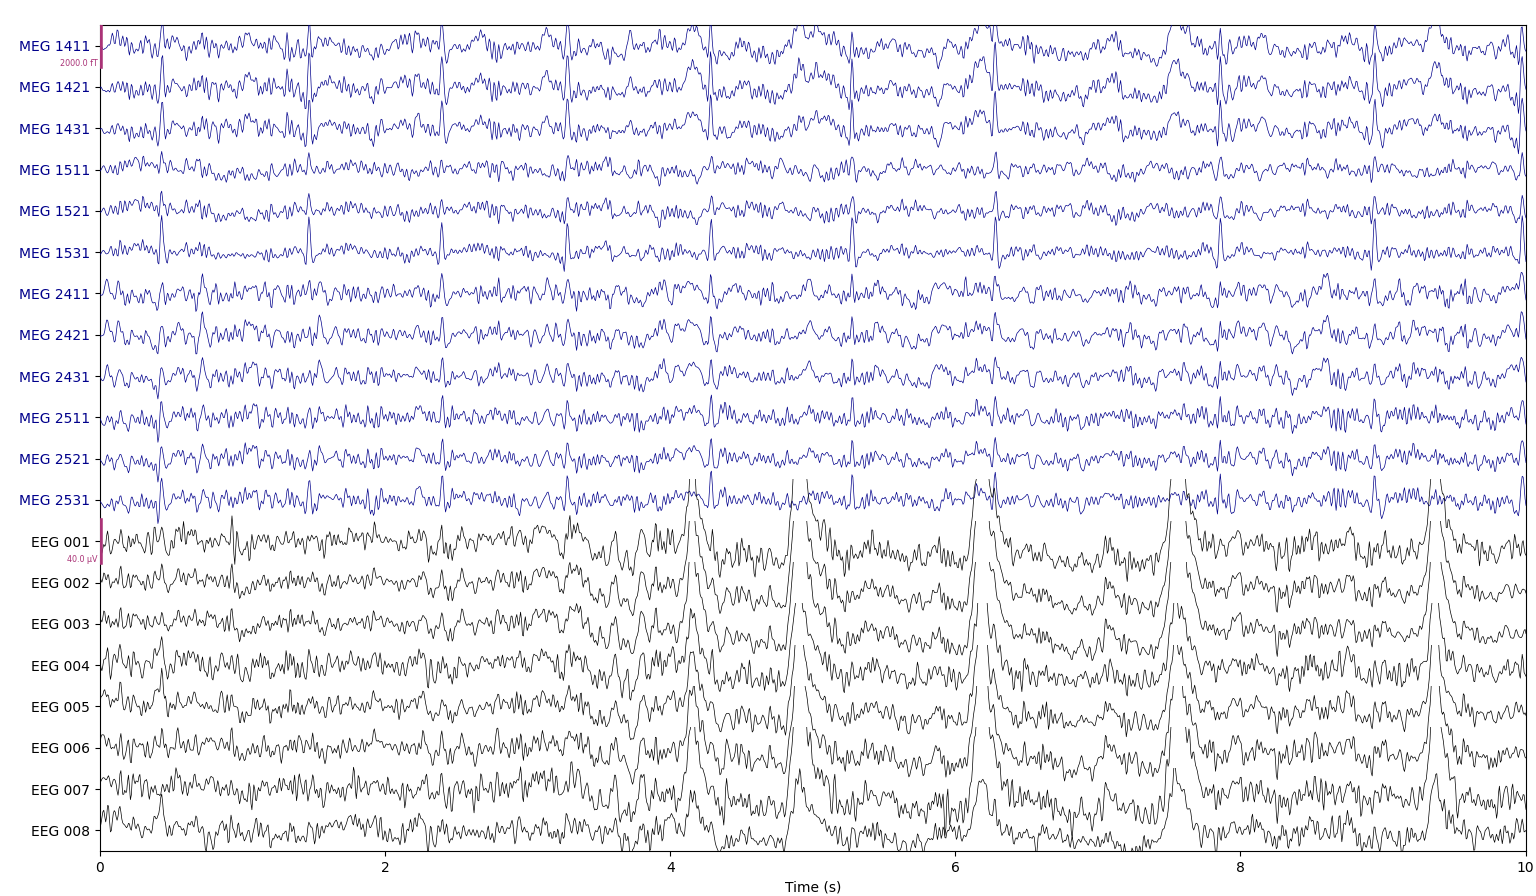 MEG 1411
2000.0 fT
MEG 1421
MEG 1431
MEG 1511
MEG 1521
MEG 1531
MEG 2411
MEG 2421
MEG 2431
MEG 2511
MEG 2521
MEG 2531
EEG 001
40.0 µV
EEG 002
EEG 003
EEG 004
EEG 005
EEG 006
EEG 007
EEG 008
0 2 4 6 8 10
Time (s)